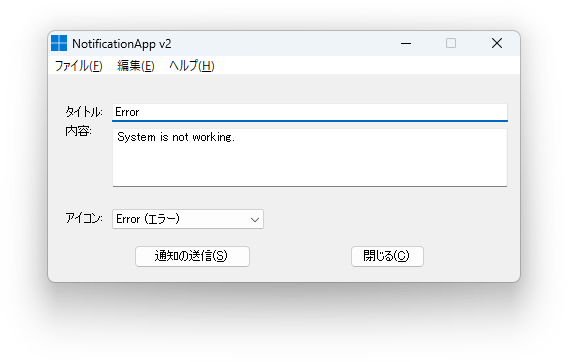 NotificationApp v2
ファイル(F) 編集(E) ヘルプ(H)
タイトル: Error
内容: System is not working.
アイコン: Error (エラー)
通知の送信(S) 閉じる(C)